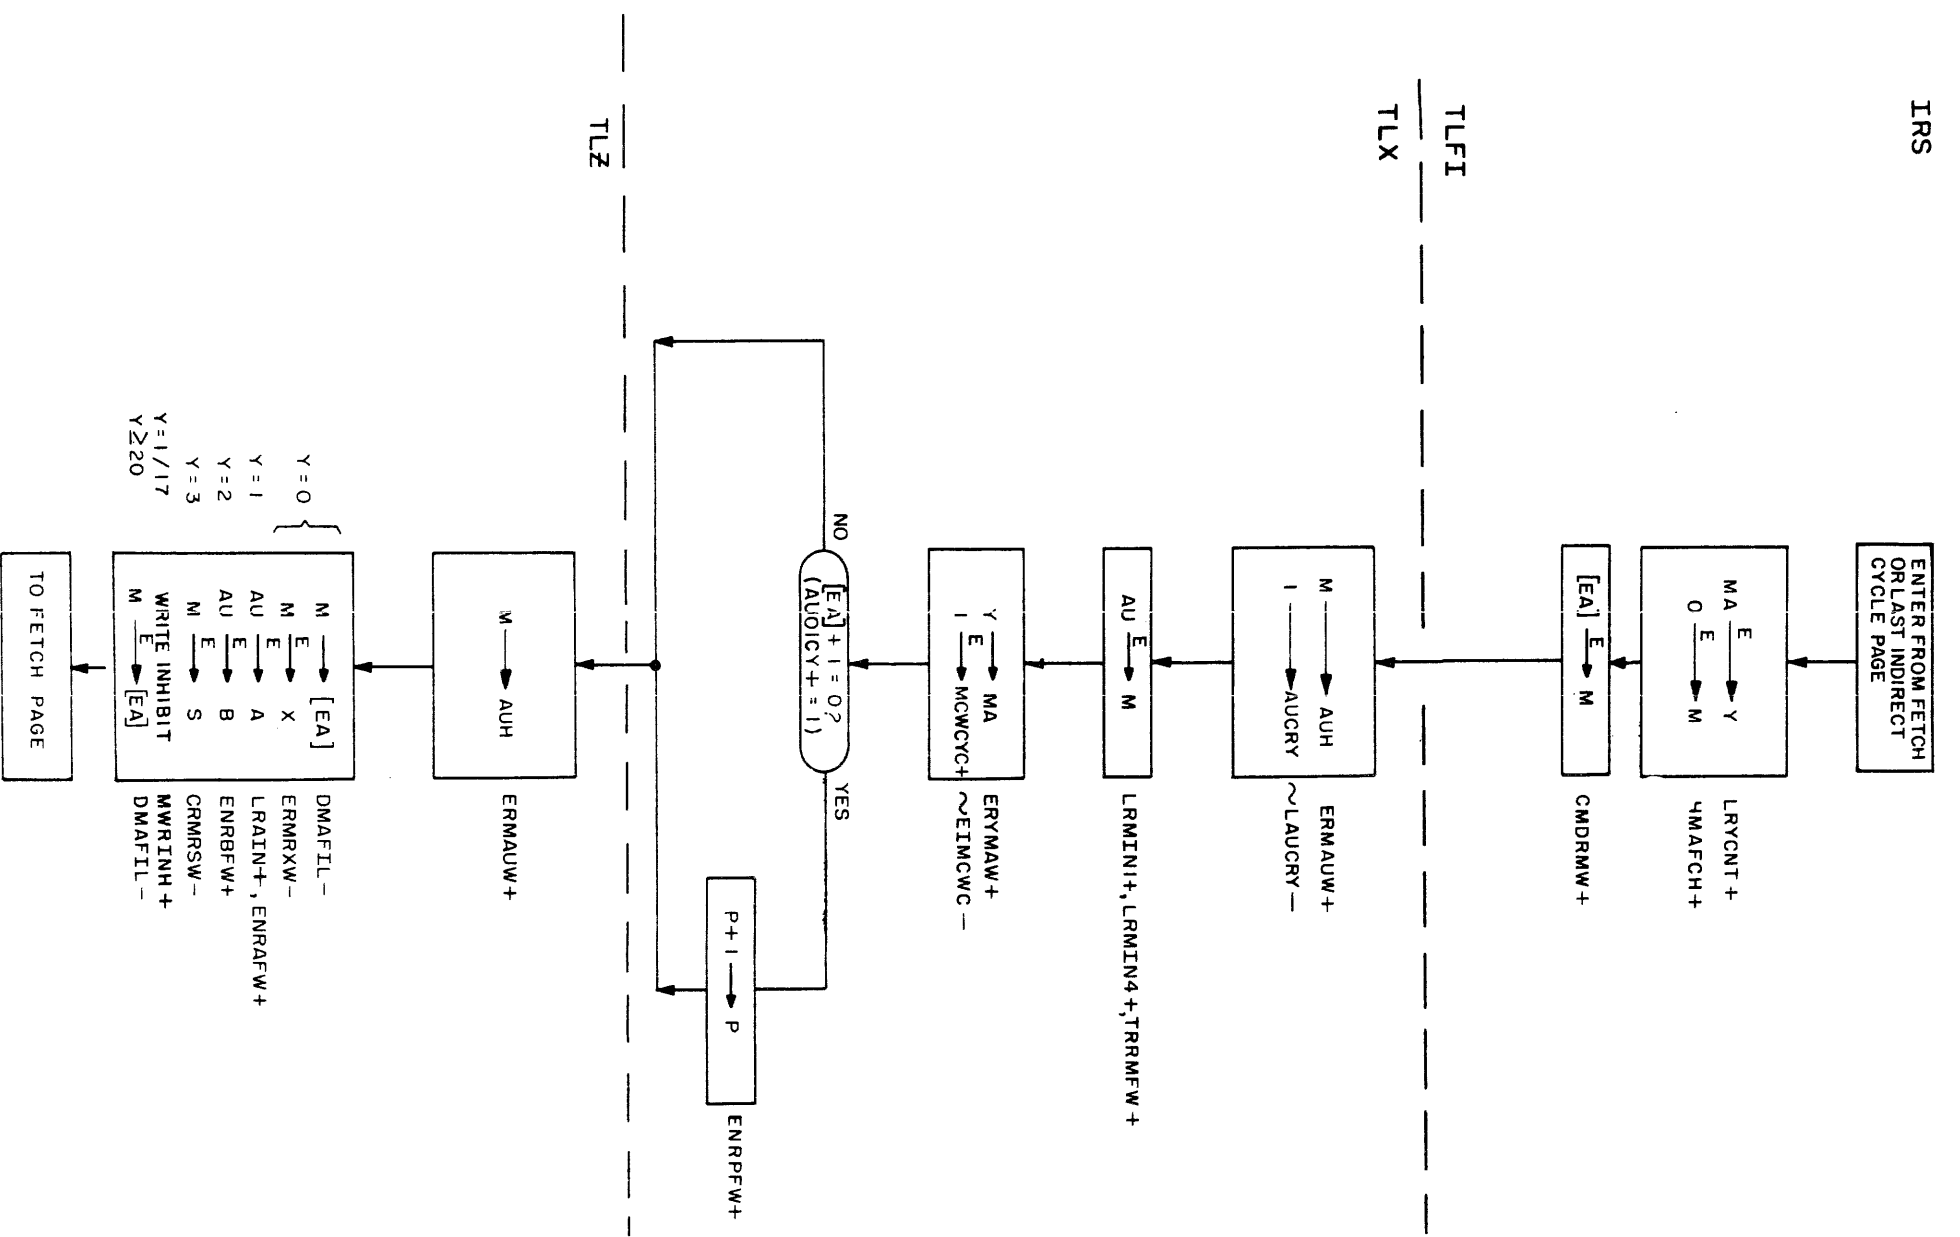 IRS
ENTER FROM FETCH
OR LAST INDIRECT
CYCLE PAGE
MA E → Y LRYCNT+
O E → M 4MAFCH+
[EA] E → M CMDRMW+
TLFI
TLX
M → AUH ERMAUW+
I → AUCRY ~LAUCRY-
AU E → M LRMIN1+,LRMIN4+,TRRMFW+
Y → MA ERYMAW+
I E → MCWCYC+ ~EIMCWC-
NO
[EA]+1=0?
(AUOICY+=1)
YES
P+1 → P ENRPFW+
TLZ
M → AUH ERMAUW+
Y=0
M → [EA] DMAFIL-
M E → X ERMRXW-
Y=1 AU E → A LRAIN+,ENRAFW+
Y=2 AU E → B ENRBFW+
Y=3 M E → S CRMRSW-
Y=1/17 WRITE INHIBIT MWRINH+
Y≥20 M E → [EA] DMAFIL-
TO FETCH PAGE